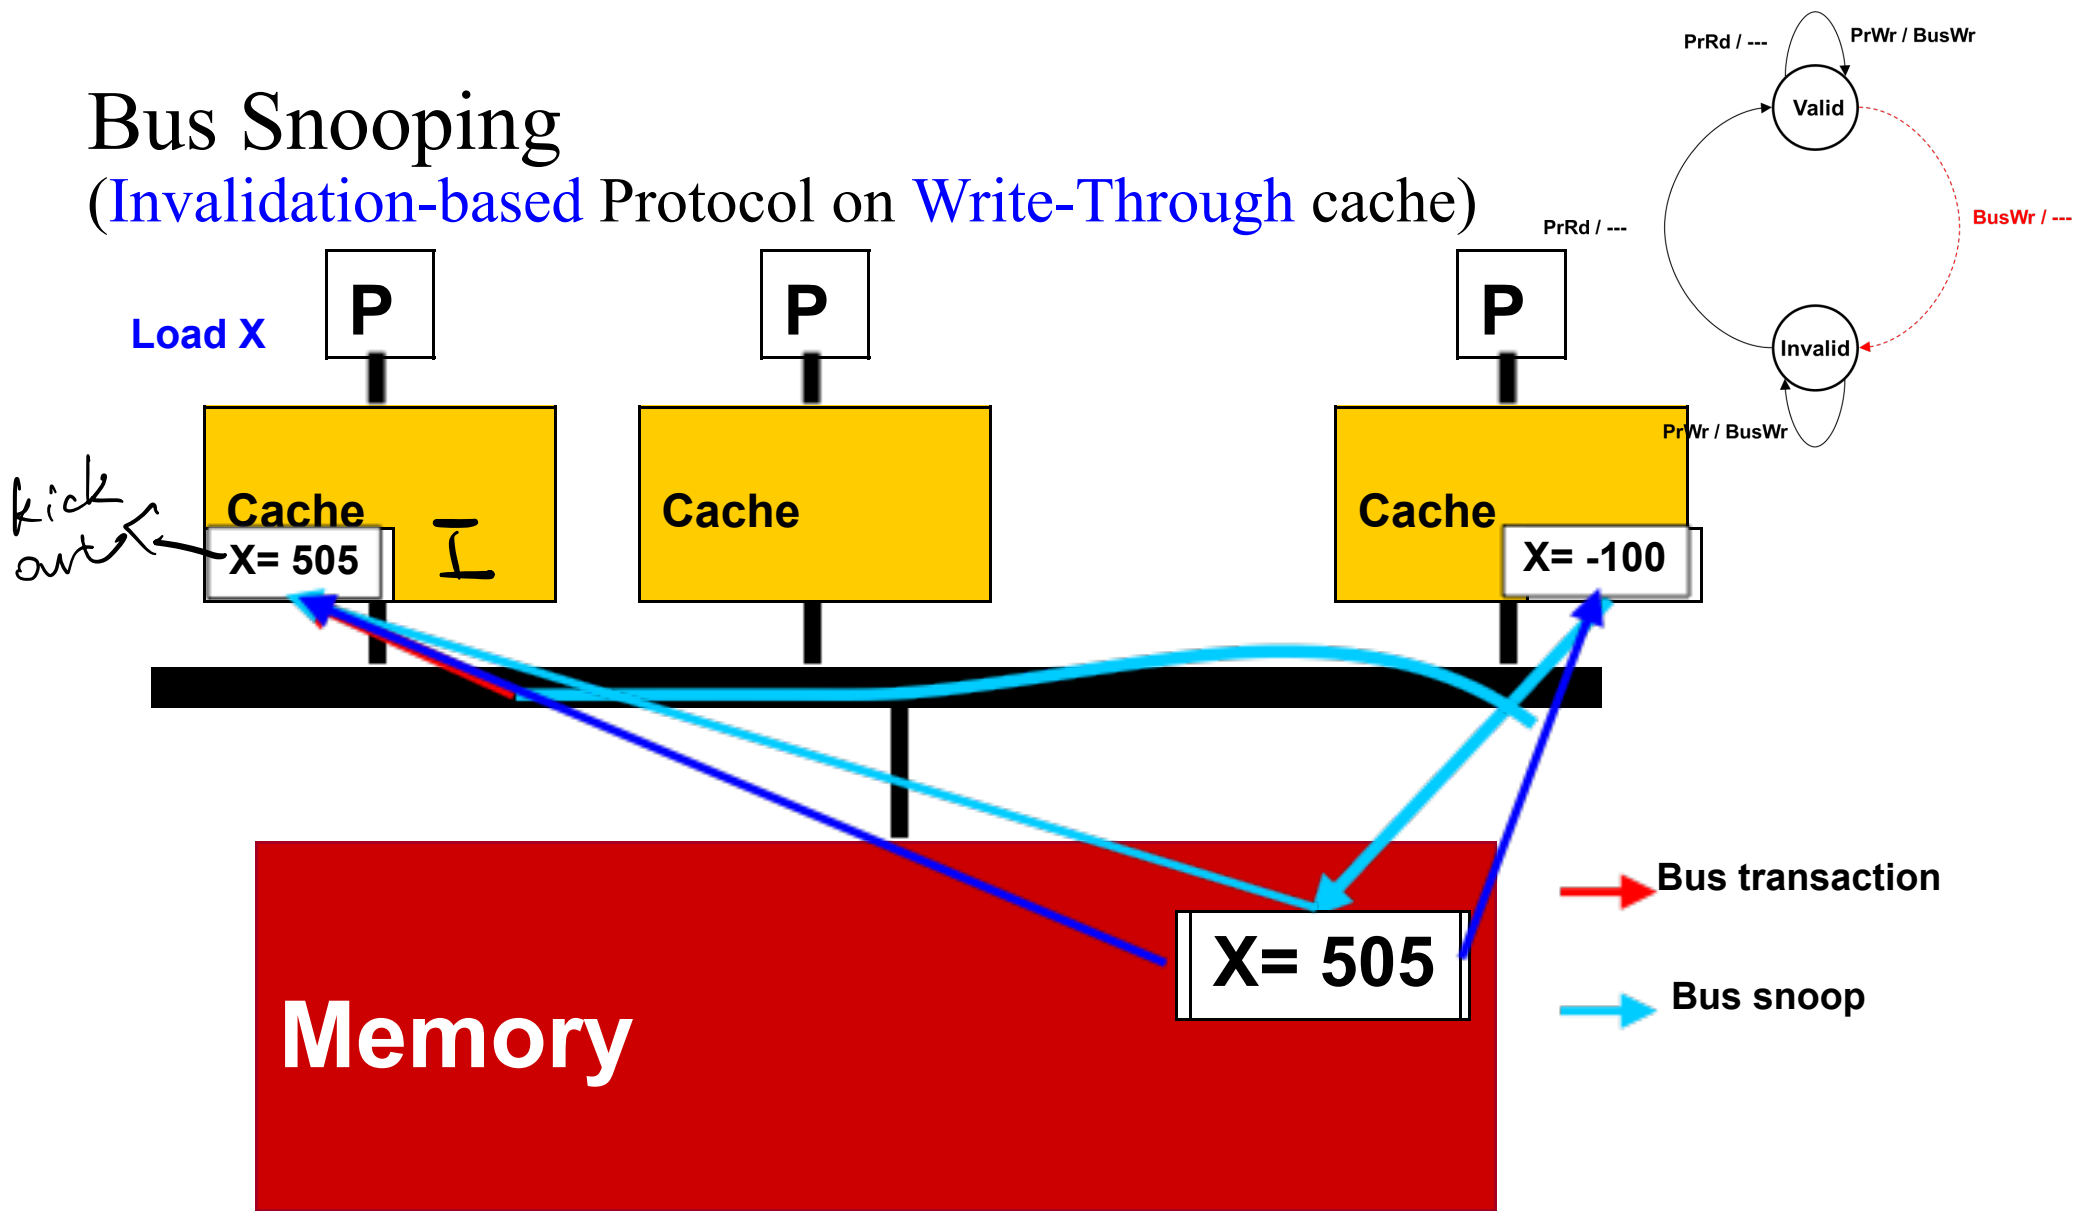 PrRd / ---
PrWr / BusWr
Valid
Bus Snooping
(Invalidation-based Protocol on Write-Through cache)
PrRd / ---
BusWr / ---
Load X
P
P
P
Invalid
PrWr / BusWr
kick
out
Cache
X= 505
I
Cache
Cache
X= -100
Memory
X= 505
Bus transaction
Bus snoop